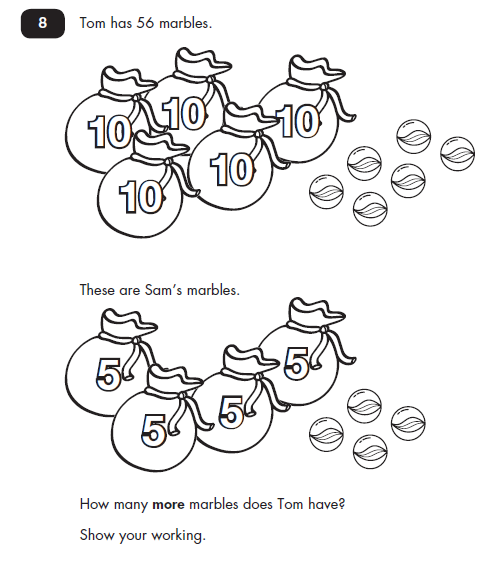 8 Tom has 56 marbles.
10 10 10
10 10
These are Sam's marbles.
5 5
5 5
How many more marbles does Tom have?
Show your working.